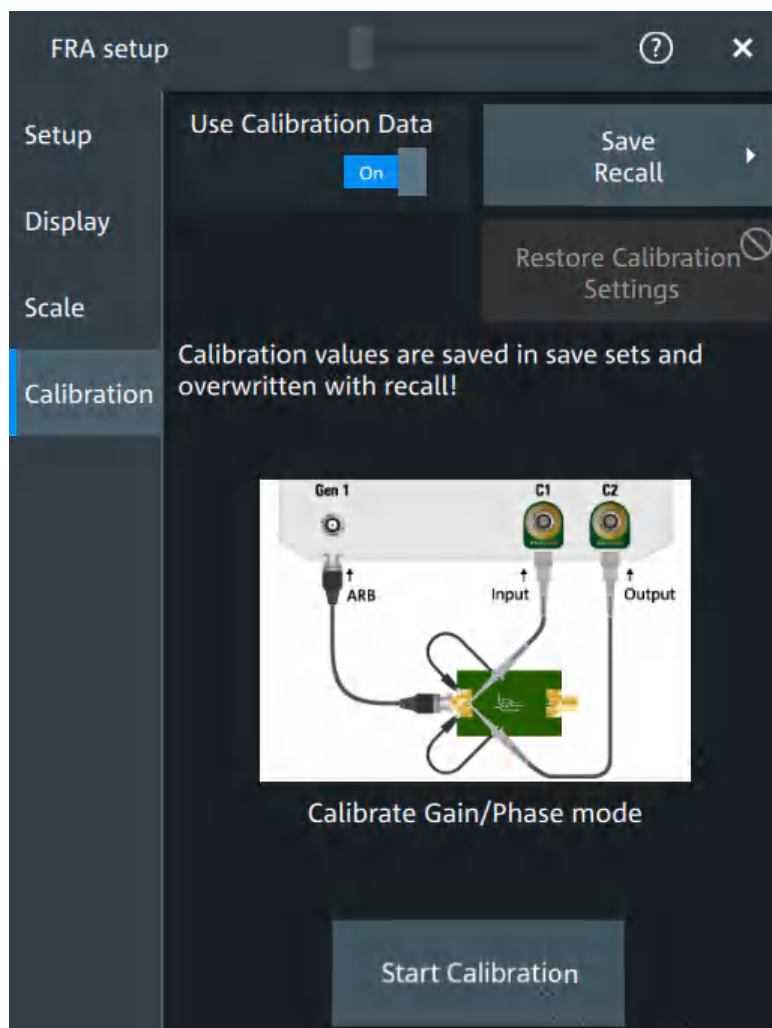 FRA setup
Setup
Display
Scale
Calibration
Use Calibration Data
On
Save
Recall
Restore Calibration
Settings
Calibration values are saved in save sets and
overwritten with recall!
Gen 1
C1
C2
ARB
Input
Output
Calibrate Gain/Phase mode
Start Calibration